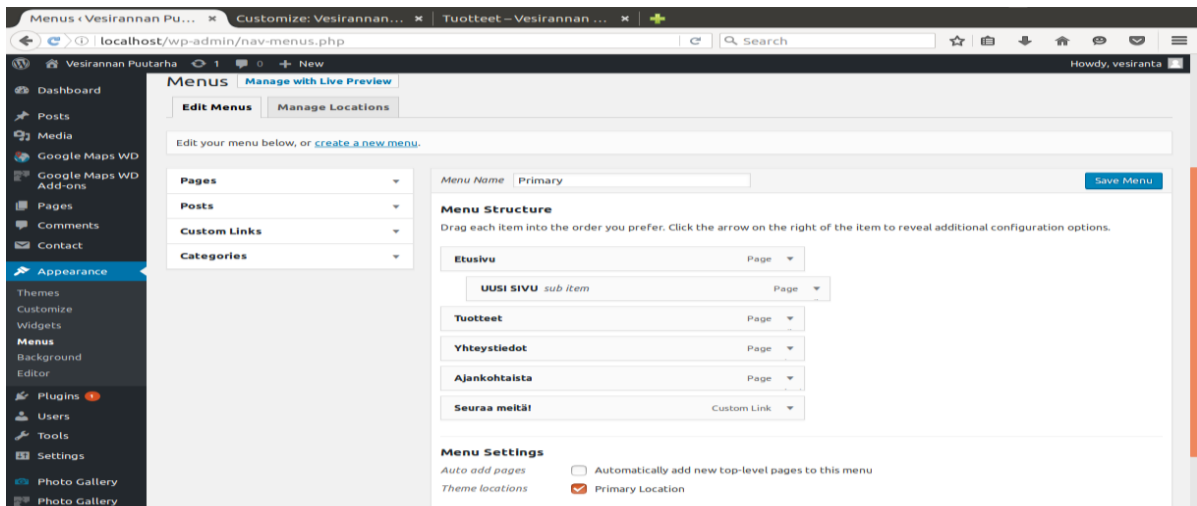 Menus ‹ Vesirannan Pu... × Customize: Vesirannan... × Tuotteet – Vesirannan ... ×
localhost/wp-admin/nav-menus.php Search
Vesirannan Puutarha 1 0 + New Howdy, vesiranta
Dashboard
Posts
Media
Google Maps WD
Google Maps WD
Add-ons
Pages
Comments
Contact
Appearance
Themes
Customize
Widgets
Menus
Background
Editor
Plugins 1
Users
Tools
Settings
Photo Gallery
Photo Gallery
Menus Manage with Live Preview
Edit Menus Manage Locations
Edit your menu below, or create a new menu.
Pages
Posts
Custom Links
Categories
Menu Name Primary Save Menu
Menu Structure
Drag each item into the order you prefer. Click the arrow on the right of the item to reveal additional configuration options.
Etusivu Page
UUSI SIVU sub item Page
Tuotteet Page
Yhteystiedot Page
Ajankohtaista Page
Seuraa meitä! Custom Link
Menu Settings
Auto add pages Automatically add new top-level pages to this menu
Theme locations Primary Location